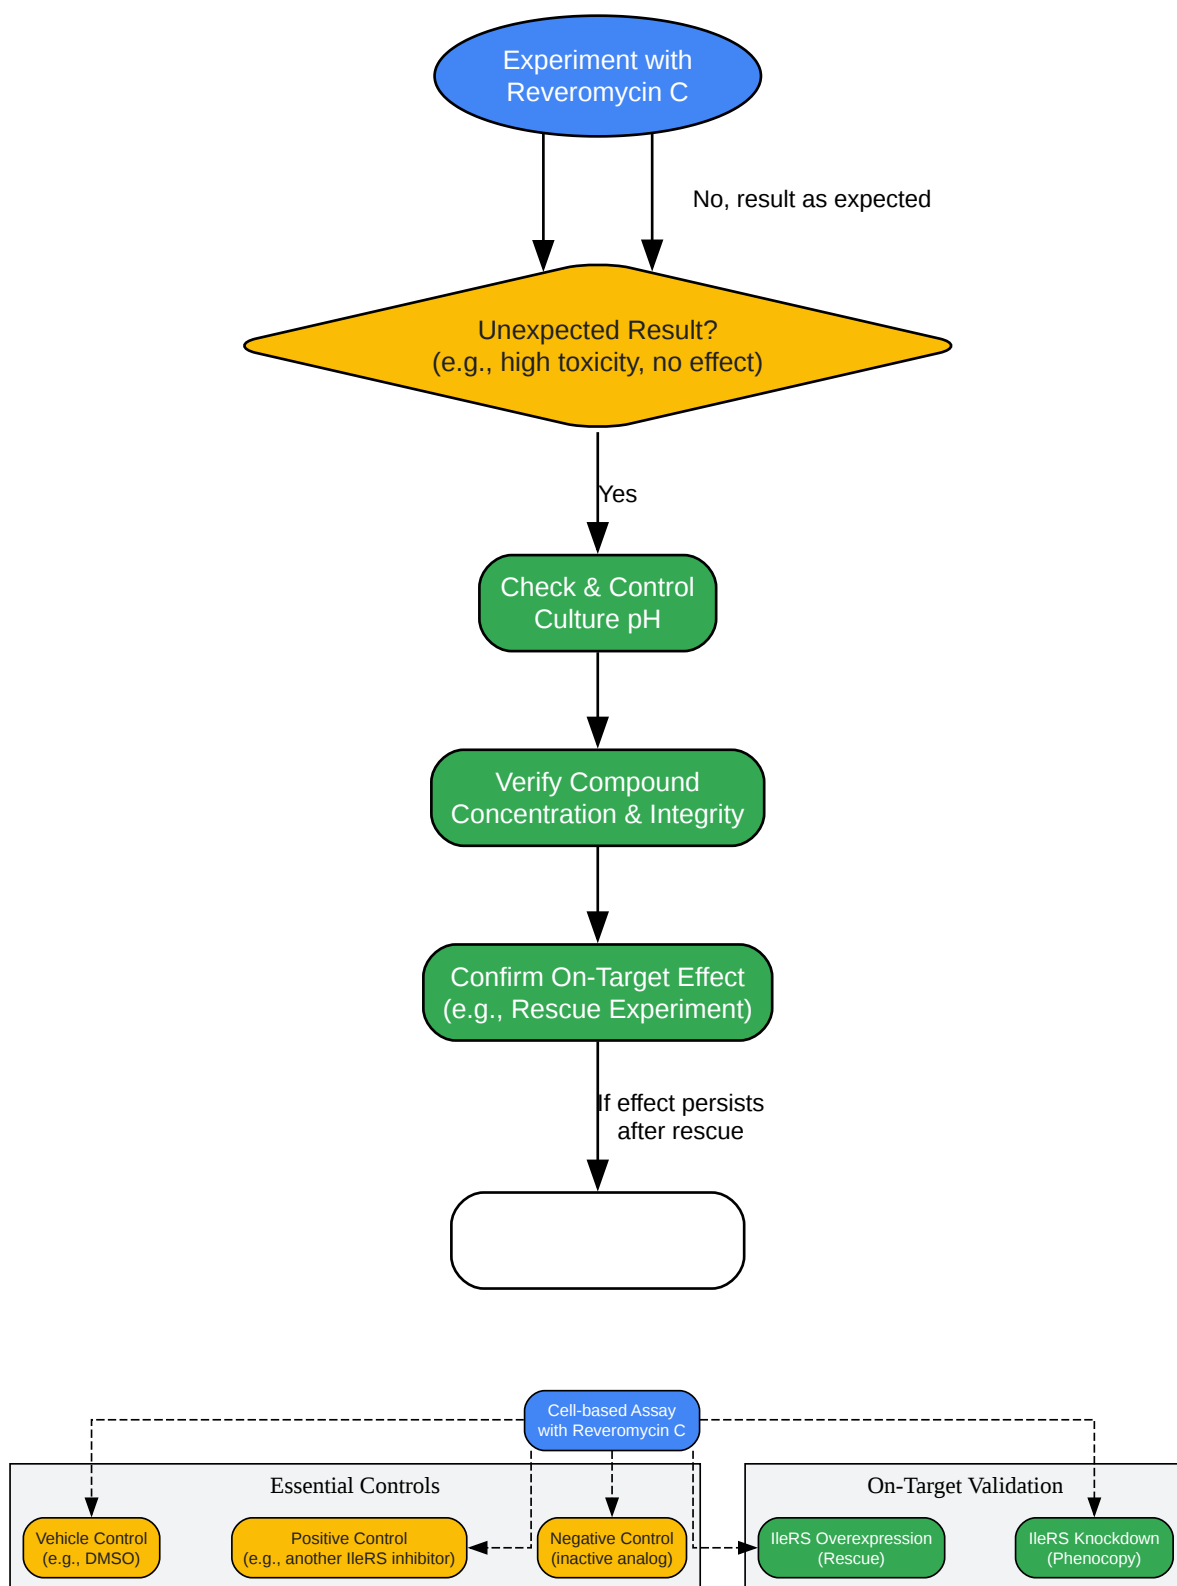 Experiment with
Reveromycin C
No, result as expected
Unexpected Result?
(e.g., high toxicity, no effect)
Yes
Check & Control
Culture pH
Verify Compound
Concentration & Integrity
Confirm On-Target Effect
(e.g., Rescue Experiment)
If effect persists
after rescue
Cell-based Assay
with Reveromycin C
Essential Controls
Vehicle Control
(e.g., DMSO)
Positive Control
(e.g., another IleRS inhibitor)
Negative Control
(inactive analog)
On-Target Validation
IleRS Overexpression
(Rescue)
IleRS Knockdown
(Phenocopy)